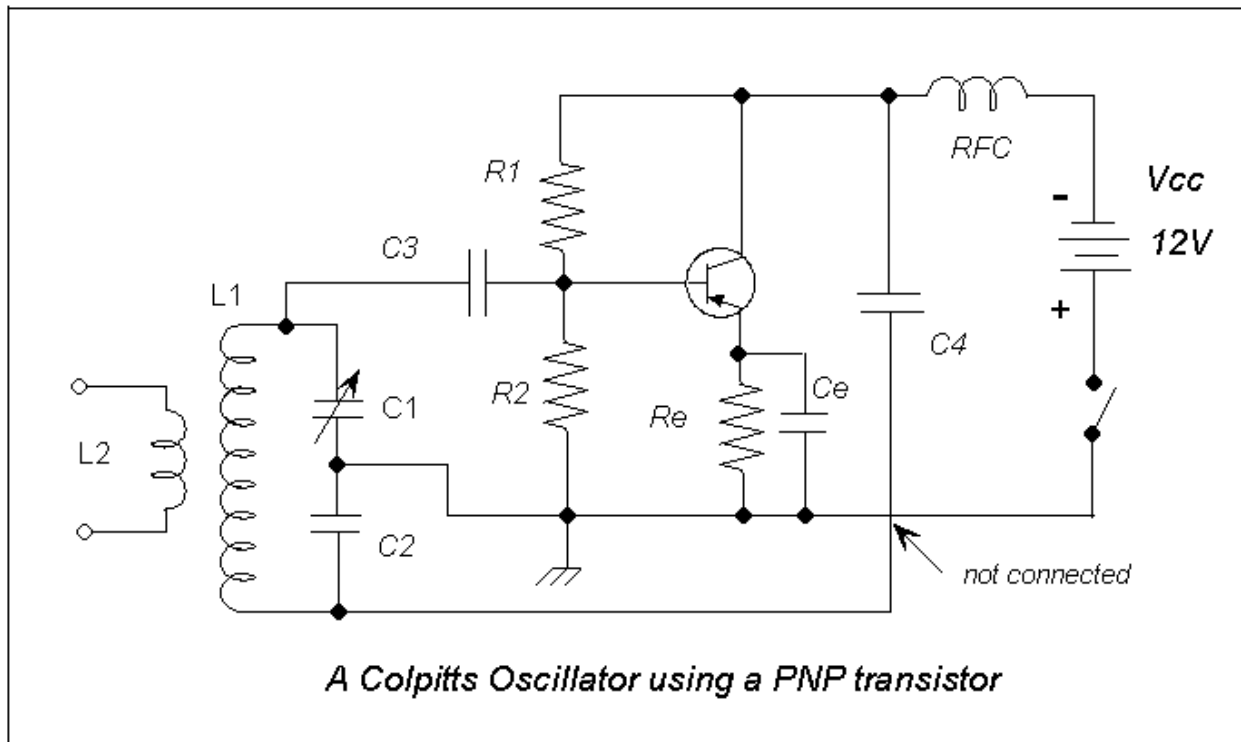 RFC
R1
Vcc
-
12V
C3
L1
+
C4
R2
Ce
C1
Re
L2
C2
not connected
A Colpitts Oscillator using a PNP transistor